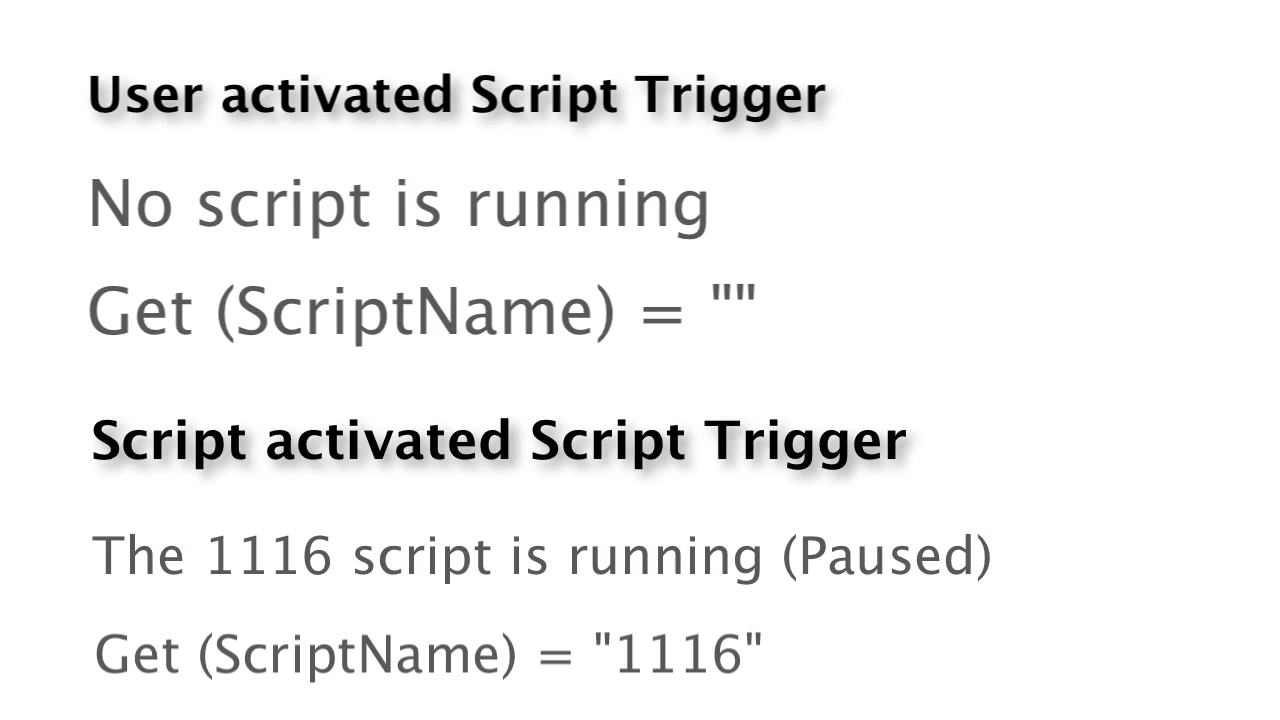 User activated Script Trigger
No script is running
Get (ScriptName) = ""
Script activated Script Trigger
The 1116 script is running (Paused)
Get (ScriptName) = "1116"